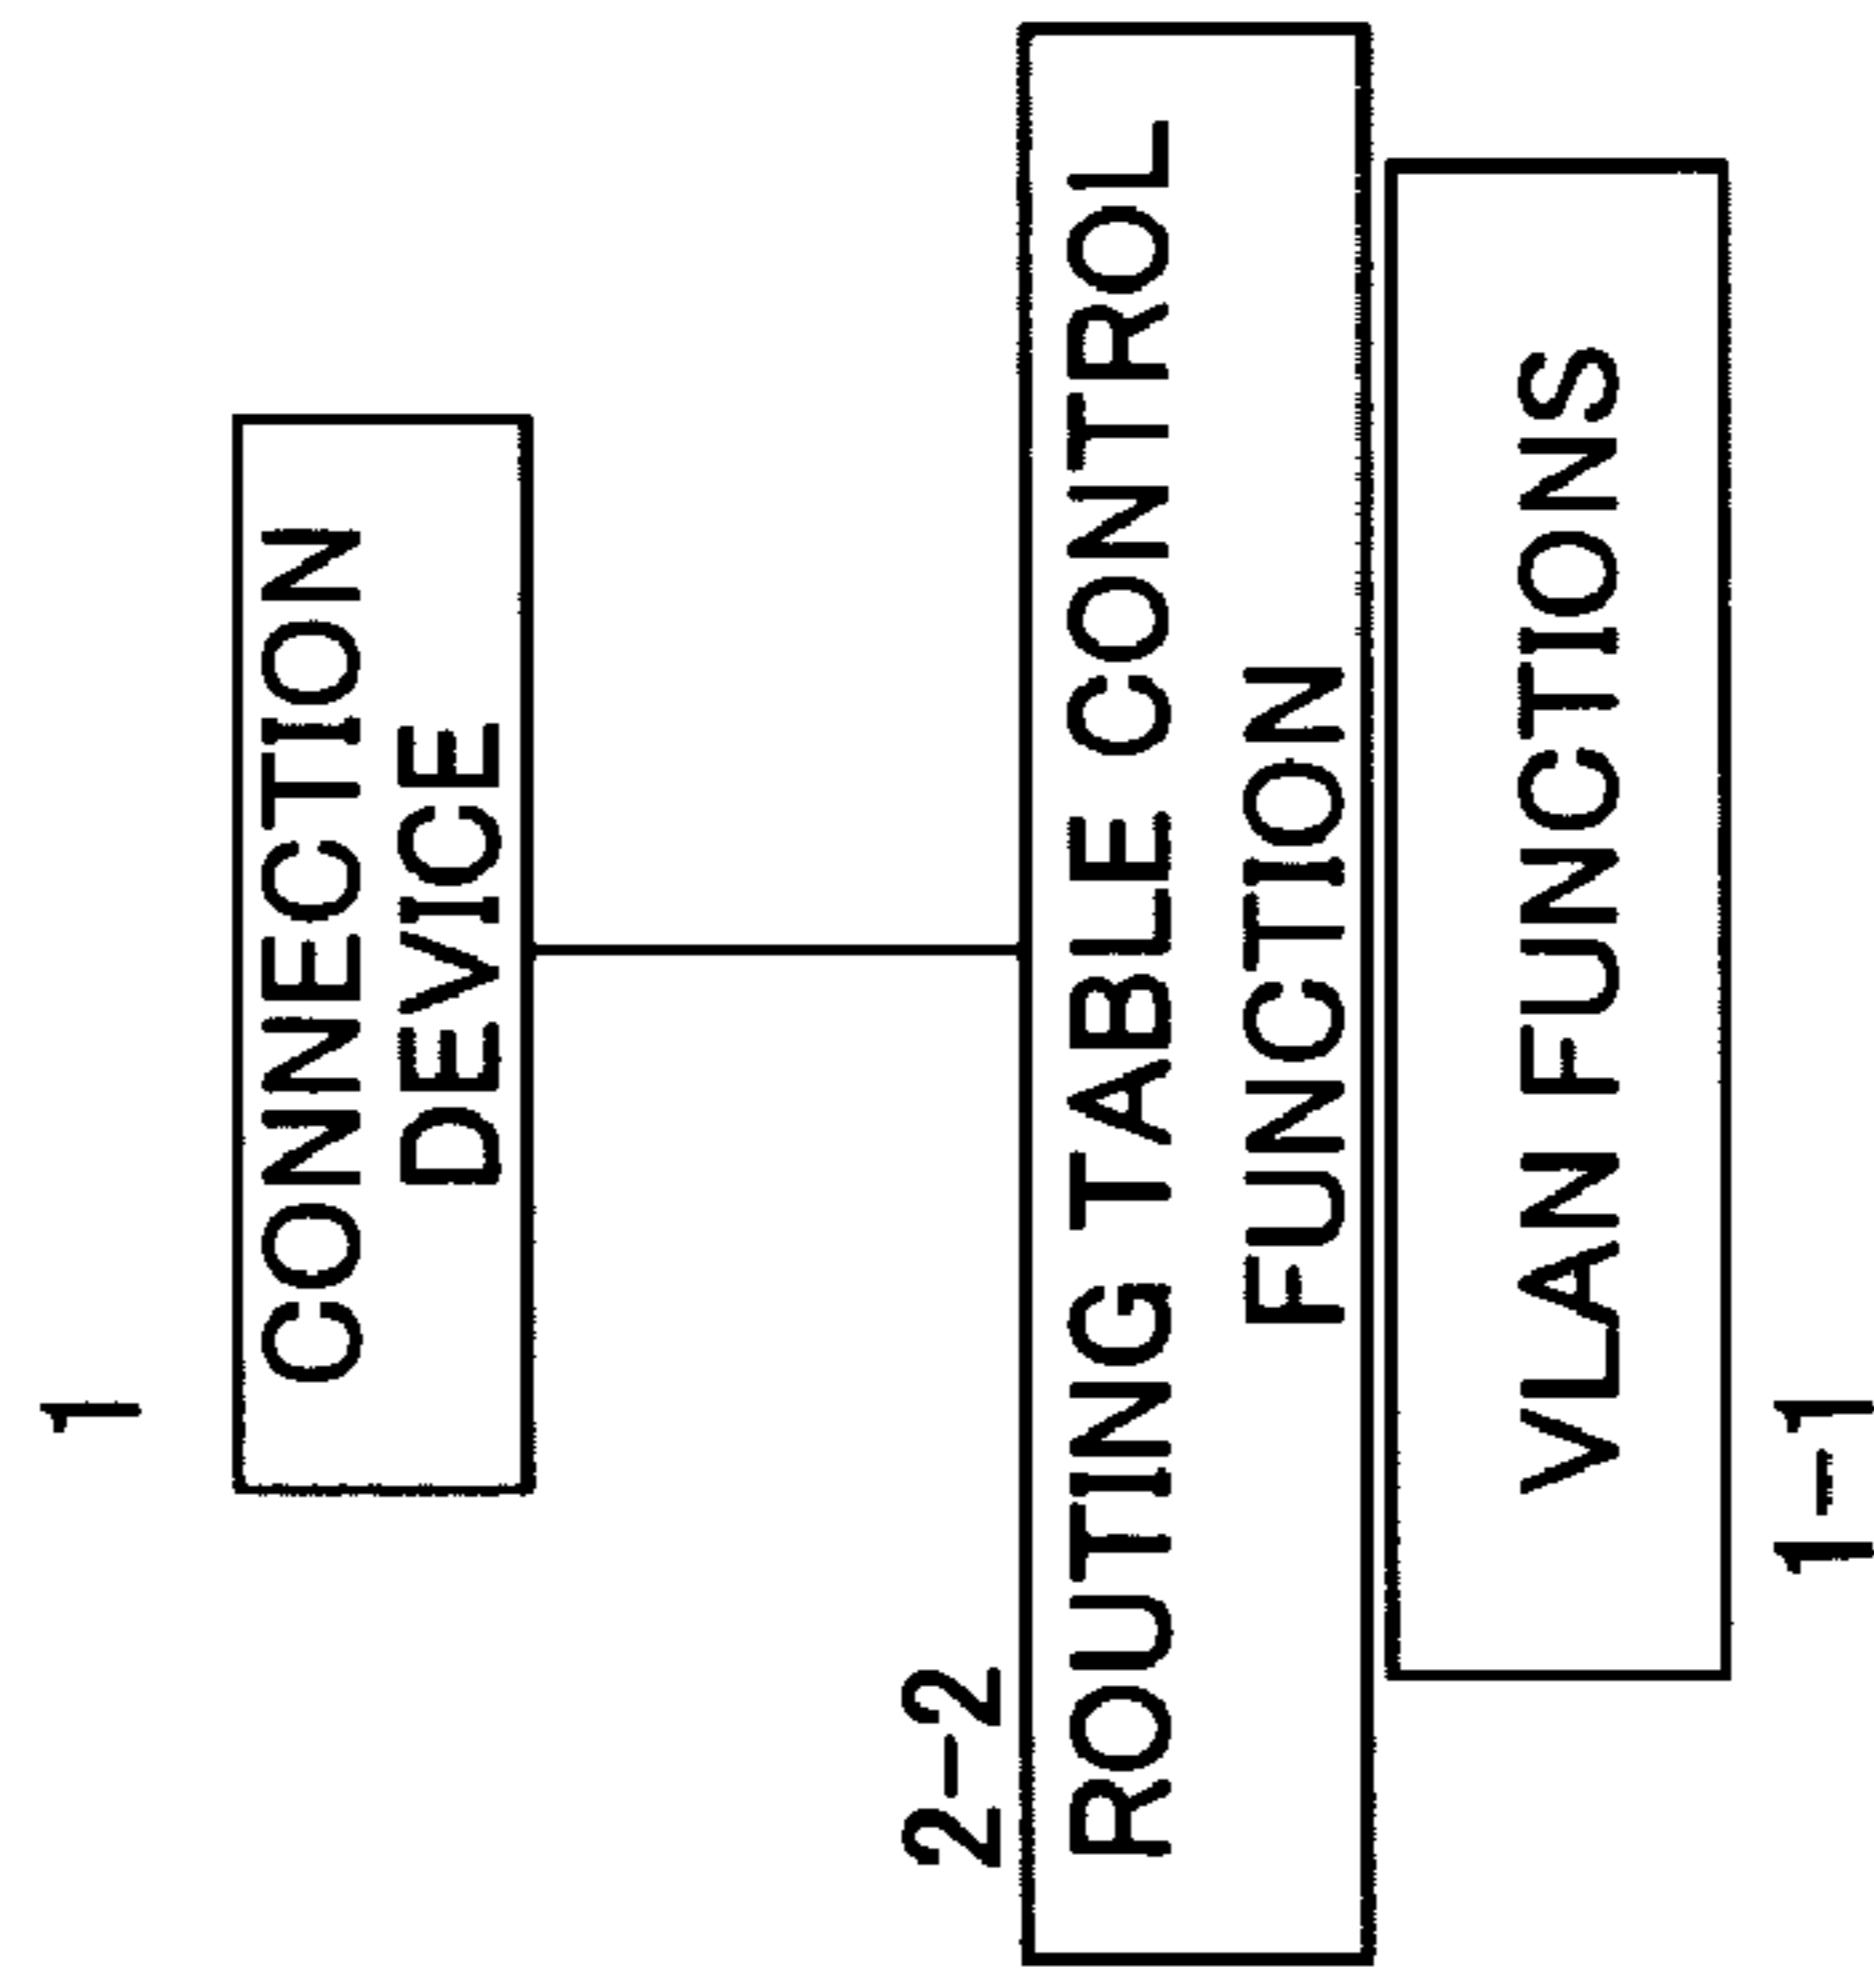 1
CONNECTION
DEVICE
2-2
ROUTING TABLE CONTROL
FUNCTION
VLAN FUNCTIONS
1-1